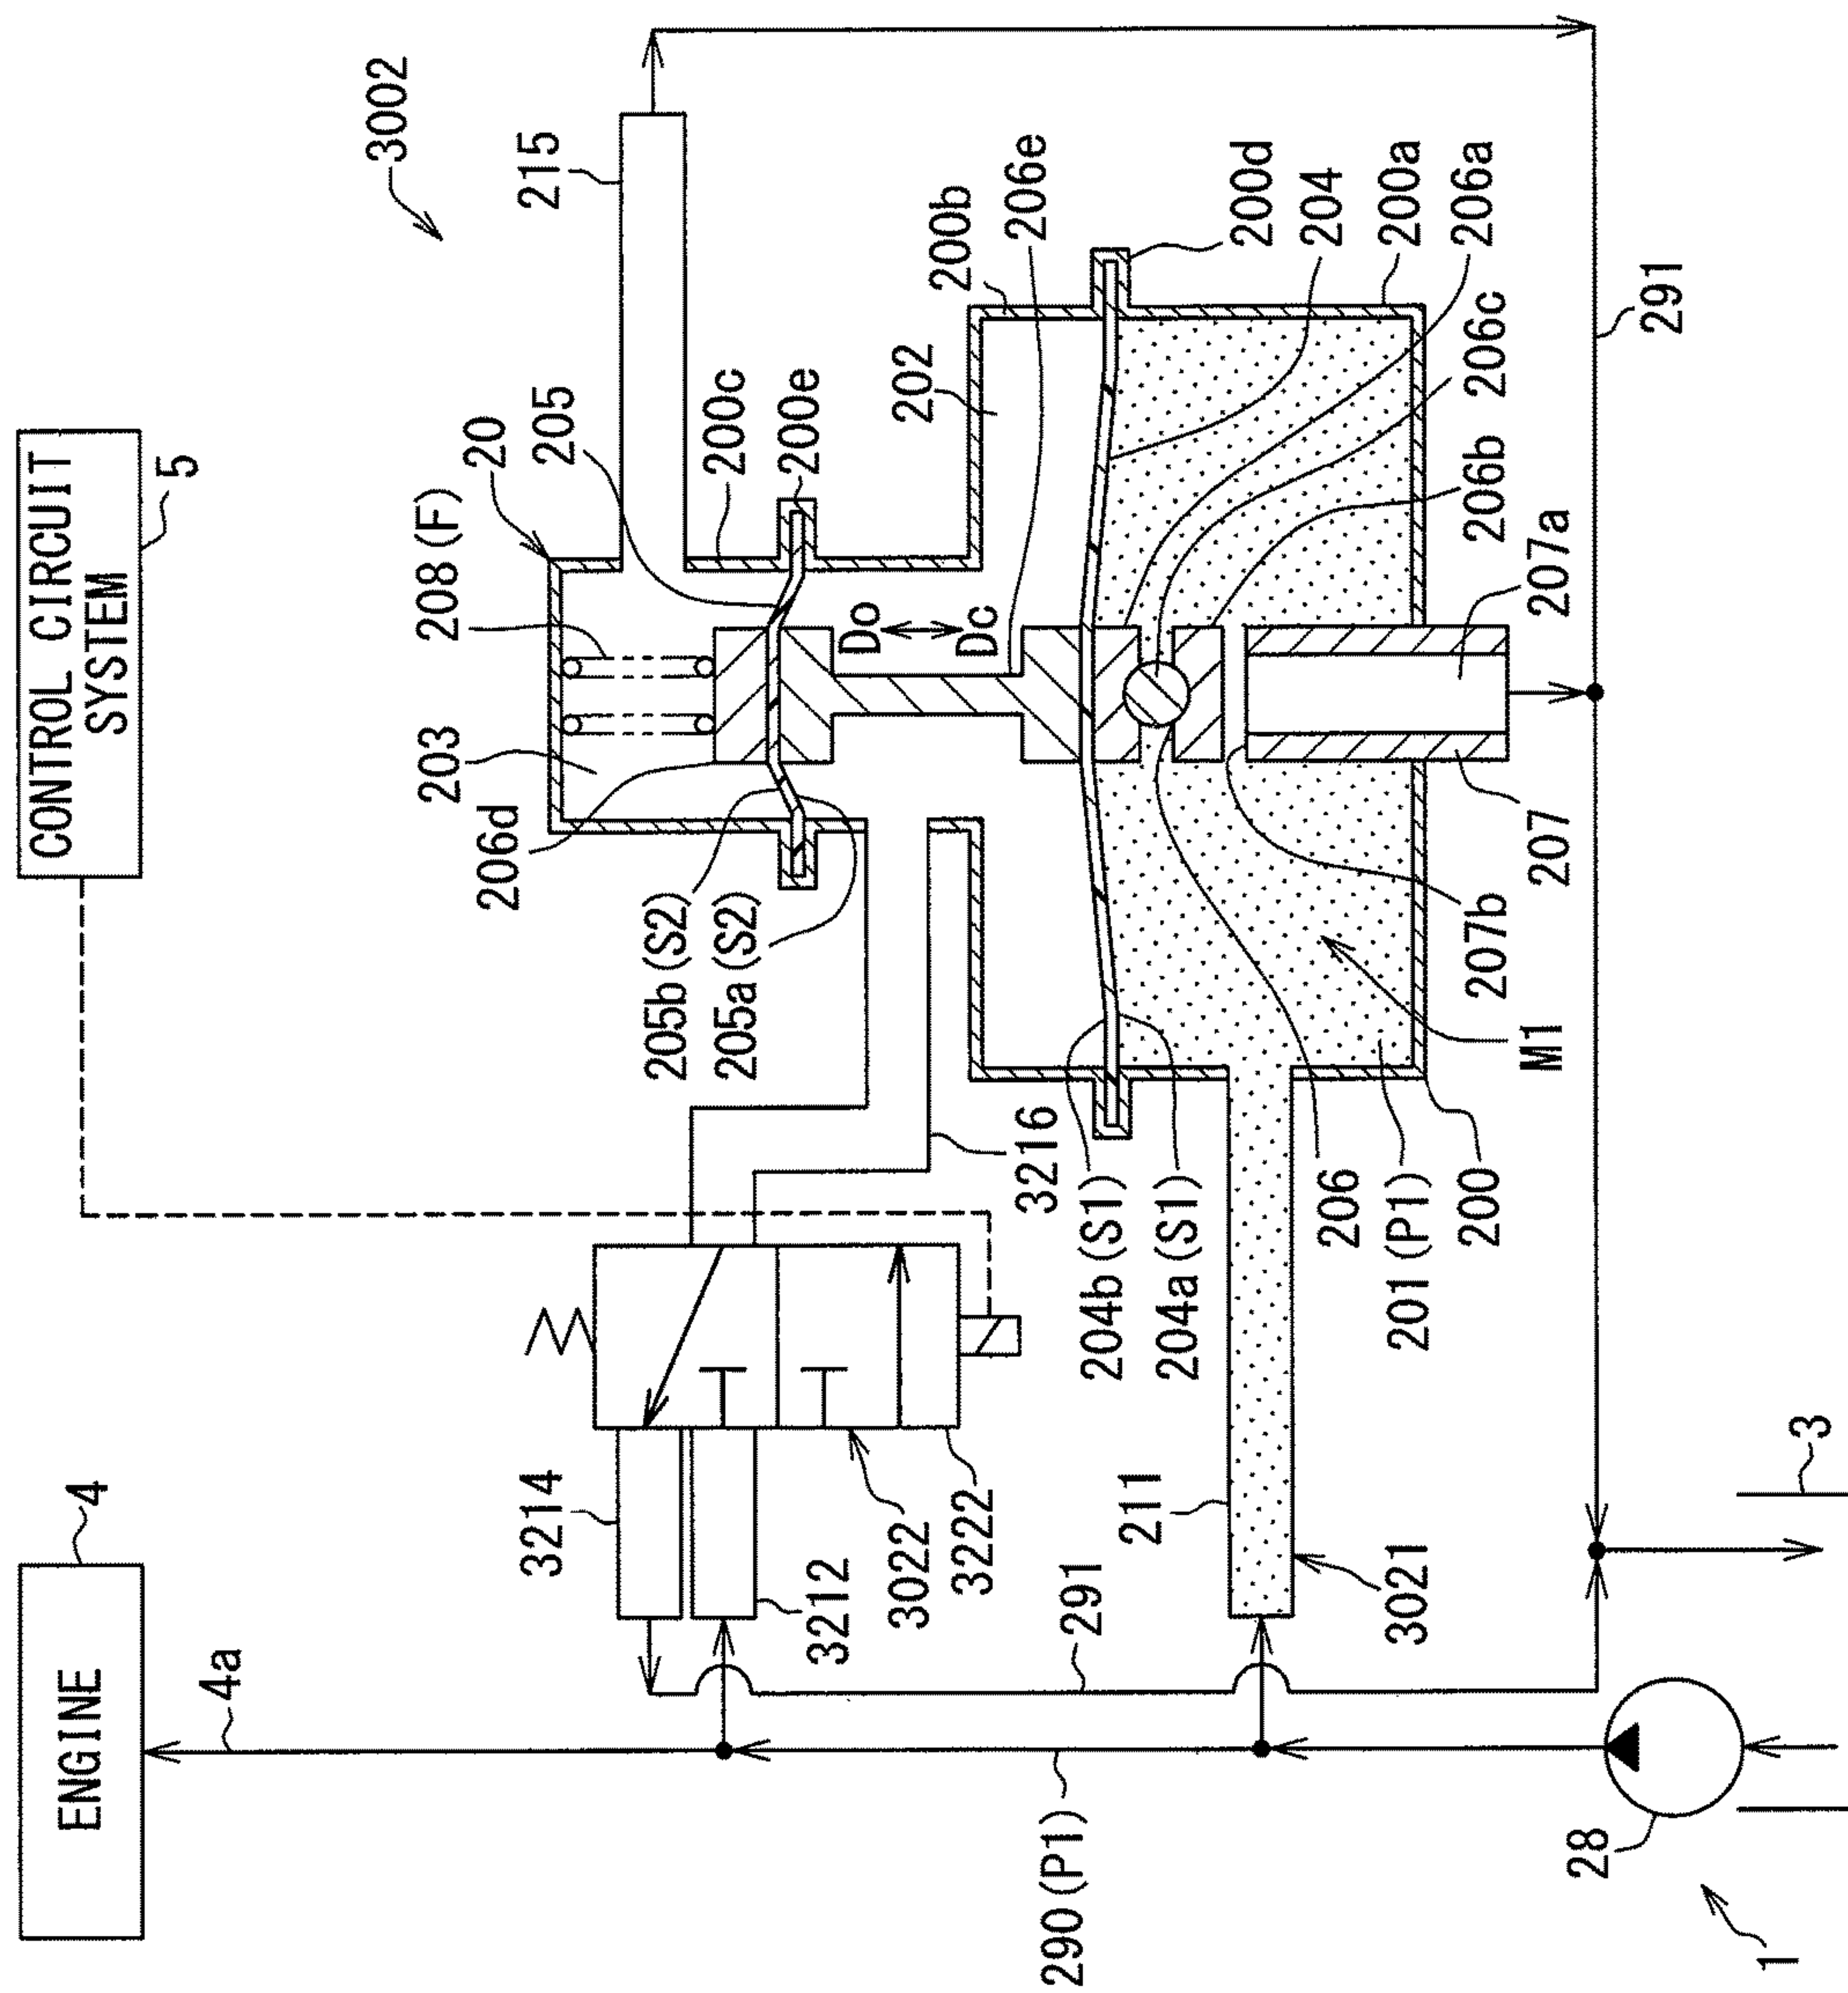 CONTROL CIRCUIT
SYSTEM
5
ENGINE
4
4a
3002
215
20
205
208(F)
203
206d
200c
200e
202
200b
206e
Do
Dc
200d
204
200a
206a
206c
206b
207a
291
205b(S2)
205a(S2)
207
207b
M1
3216
204b(S1)
204a(S1)
206
201(P1)
200
3214
3212
3022
3222
211
3021
291
290(P1)
28
3
1